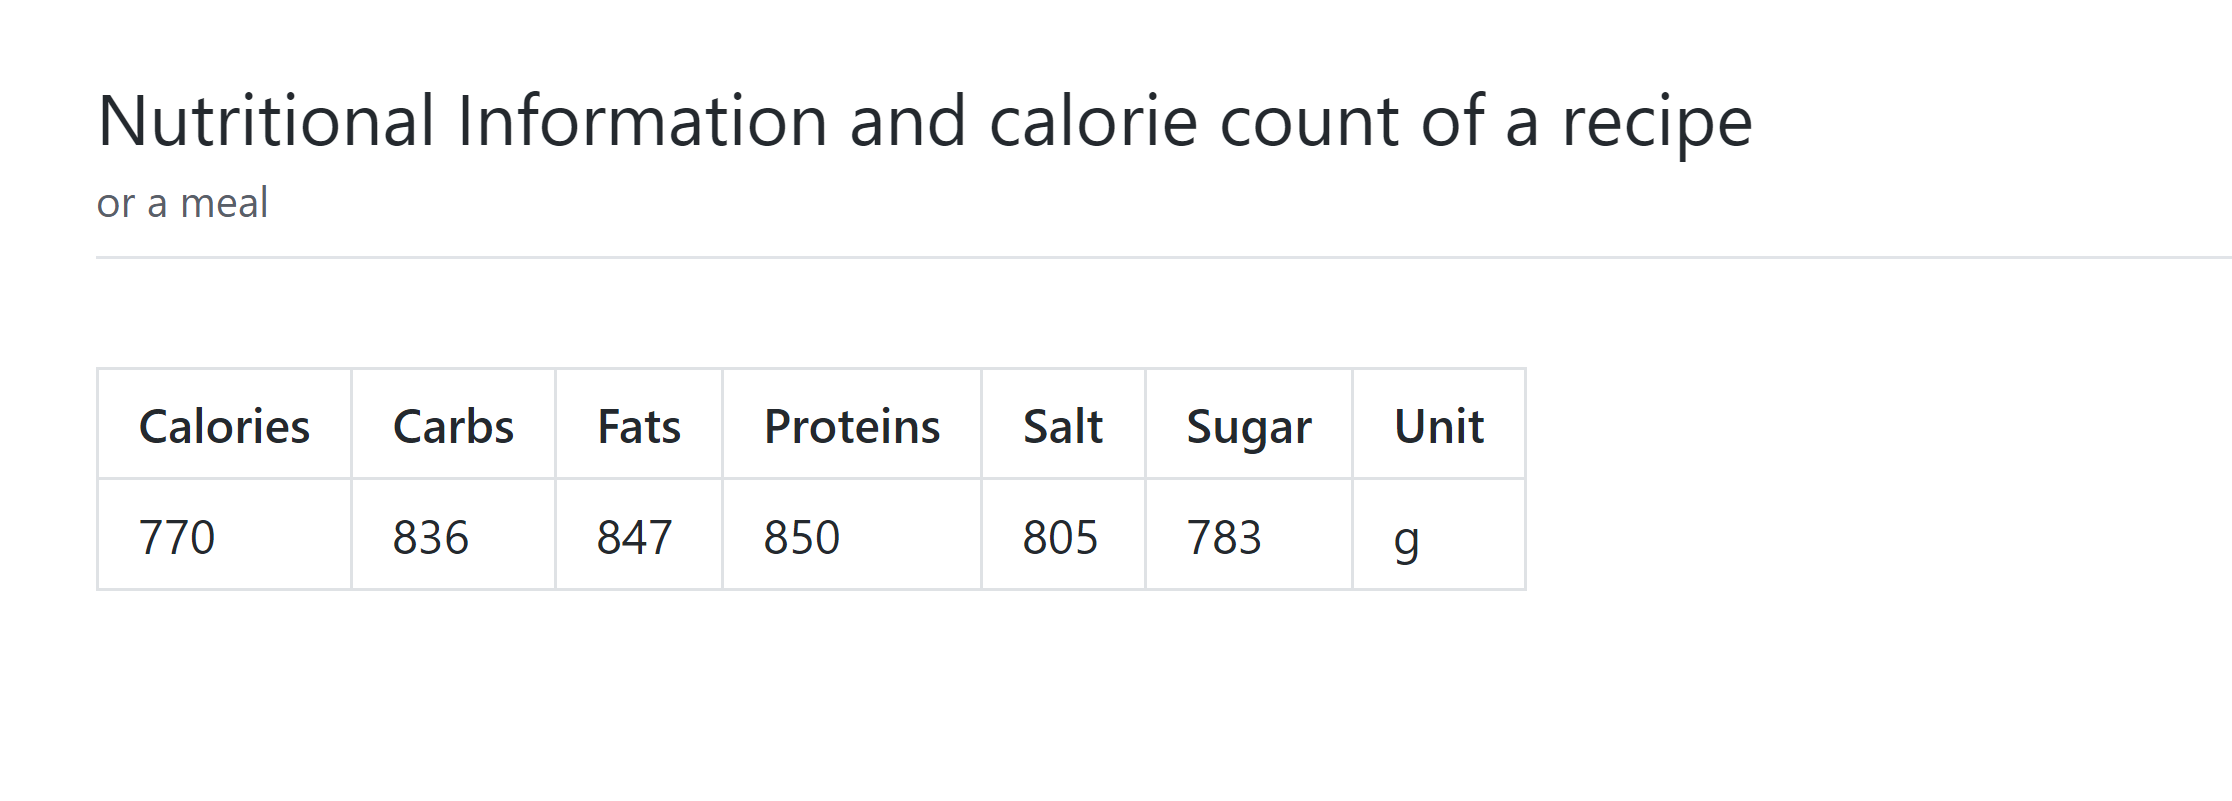 Nutritional Information and calorie count of a recipe
or a meal
Calories Carbs Fats Proteins Salt Sugar Unit
770 836 847 850 805 783 g